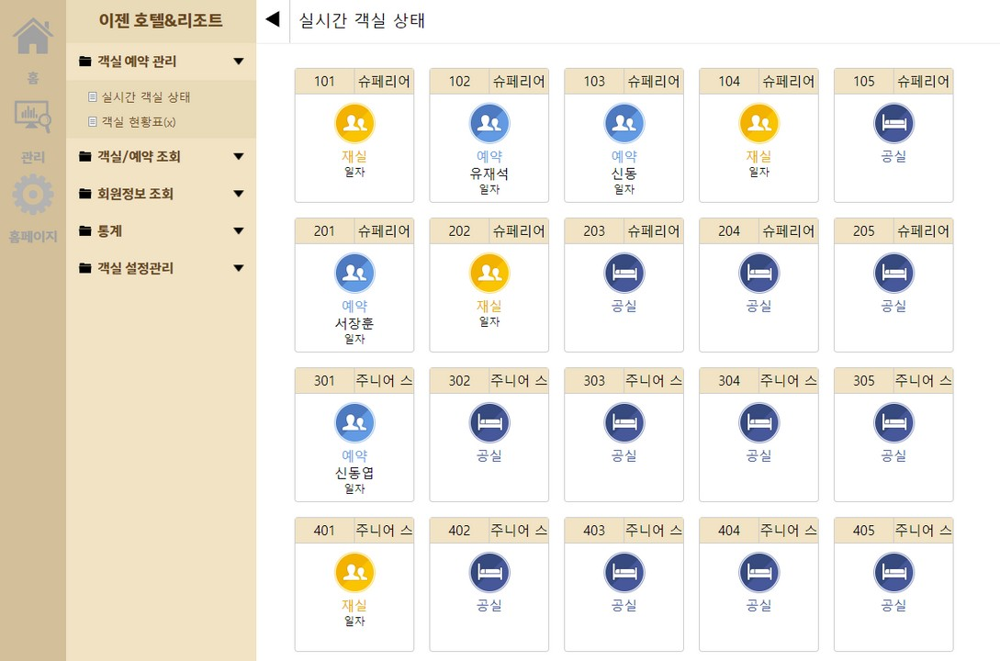 홈
관리
홈페이지
이젠 호텔&리조트
객실 예약 관리
실시간 객실 상태
객실 현황표(x)
객실/예약 조회
회원정보 조회
통계
객실 설정관리
실시간 객실 상태
101 슈페리어
재실
일자
102 슈페리어
예약
유재석
일자
103 슈페리어
예약
신동
일자
104 슈페리어
재실
일자
105 슈페리어
공실
201 슈페리어
예약
서장훈
일자
202 슈페리어
재실
일자
203 슈페리어
공실
204 슈페리어
공실
205 슈페리어
공실
301 주니어 스
예약
신동엽
일자
302 주니어 스
공실
303 주니어 스
공실
304 주니어 스
공실
305 주니어 스
공실
401 주니어 스
재실
일자
402 주니어 스
공실
403 주니어 스
공실
404 주니어 스
공실
405 주니어 스
공실